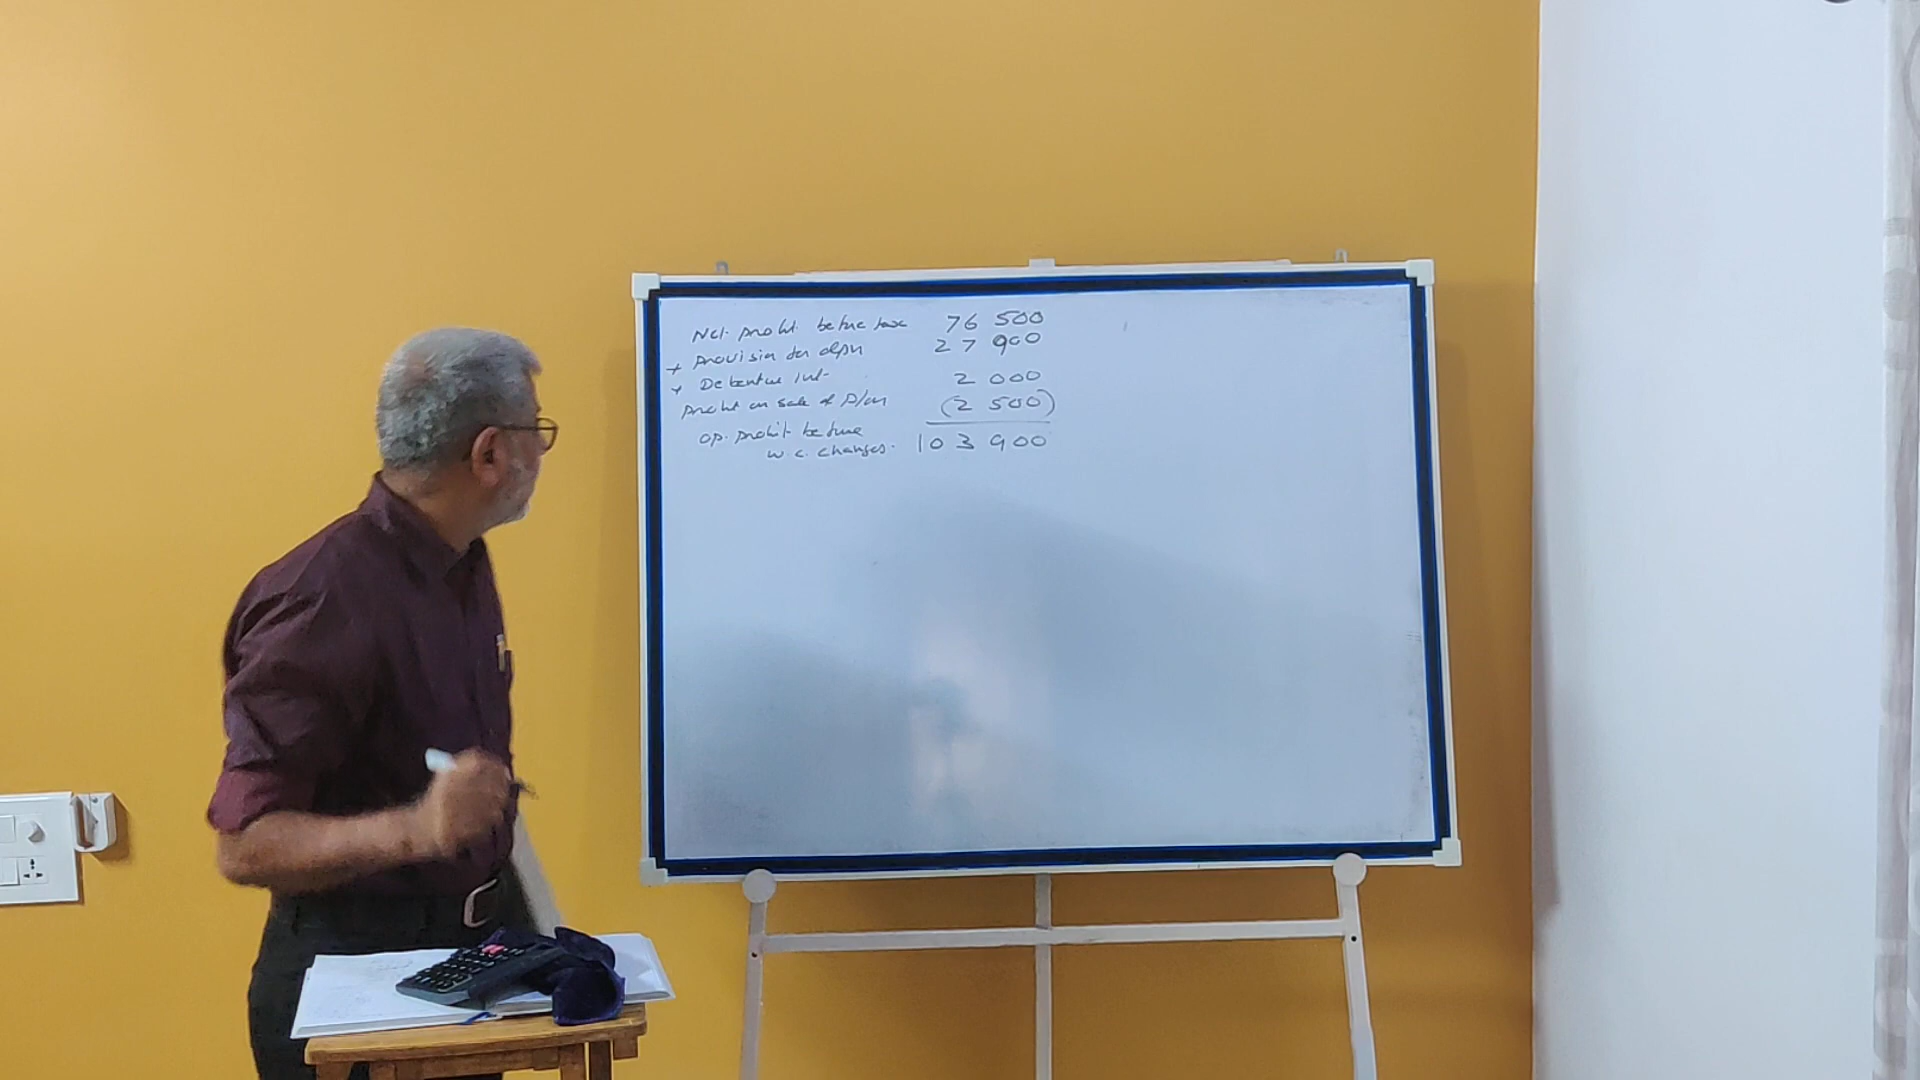 Net profit before tax 76 500
+ Provision for depn 27 900
+ Debenture int- 2 000
Profit on sale of plan (2 500)
op. profit before
w c. changes. 103 900